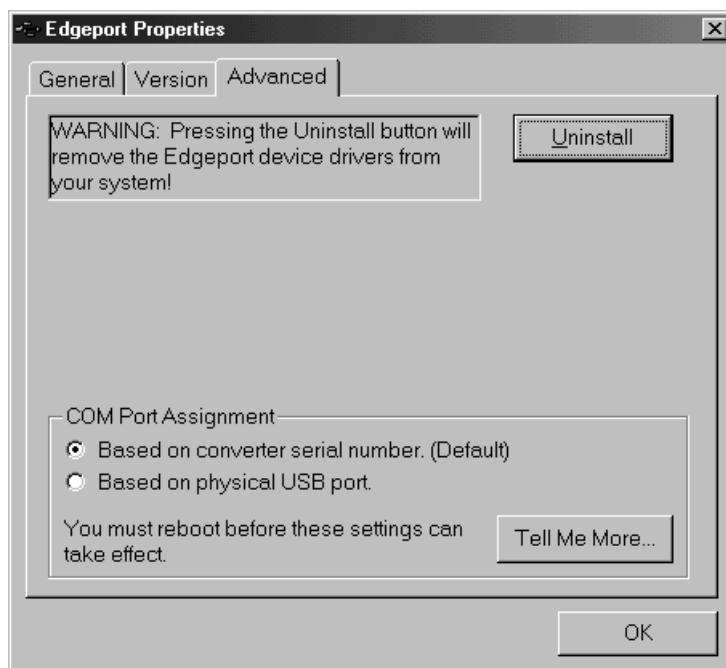 Edgeport Properties
General Version Advanced
WARNING: Pressing the Uninstall button will
remove the Edgeport device drivers from
your system!
Uninstall
COM Port Assignment
Based on converter serial number. (Default)
Based on physical USB port.
You must reboot before these settings can
take effect.
Tell Me More...
OK